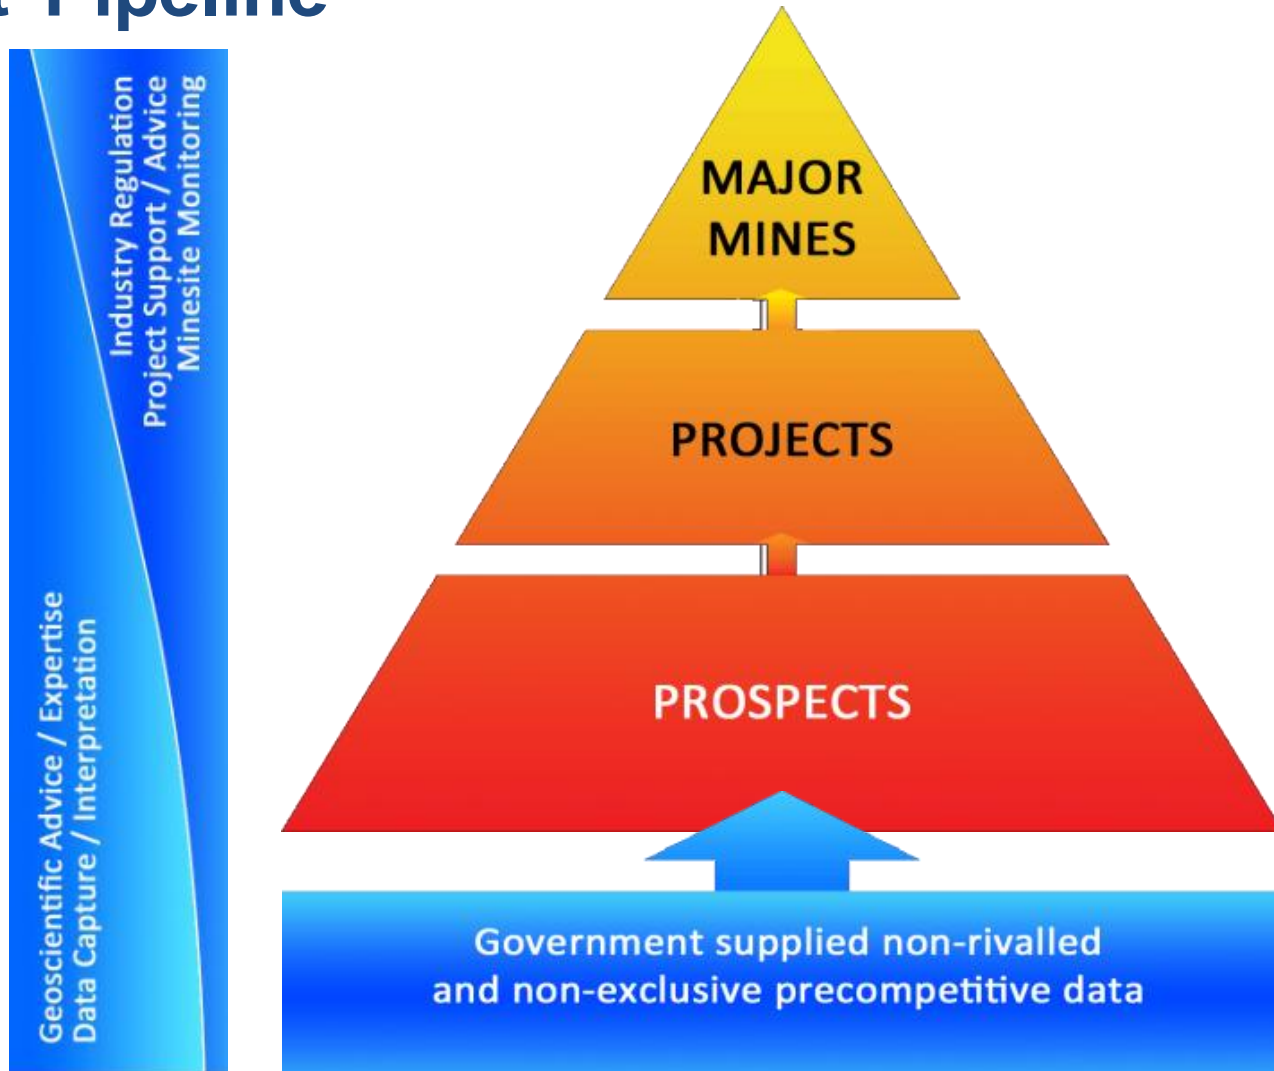 Pipeline
Industry Regulation
Project Support / Advice
Minesite Monitoring
Geoscientific Advice / Expertise
Data Capture / Interpretation
MAJOR
MINES
PROJECTS
PROSPECTS
Government supplied non-rivalled
and non-exclusive precompetitive data